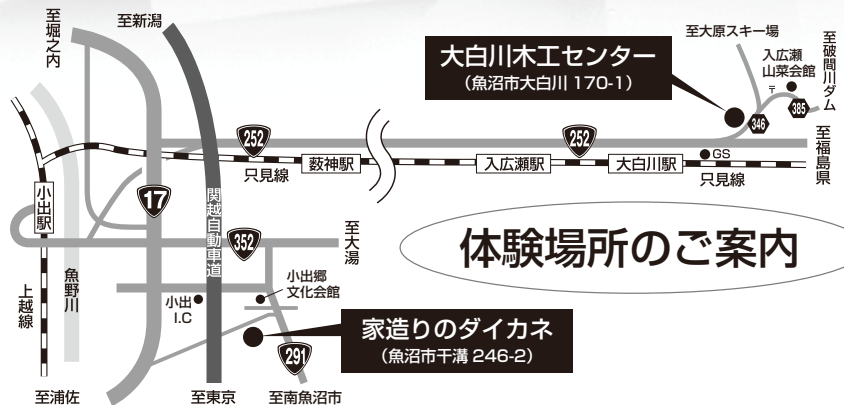 至堀之内
至新潟
至大原スキー場
大白川木工センター
（魚沼市大白川 170-1）
入広瀬
山菜会館
〒
至破間川ダム
385
346
252
252
至福島県
GS
只見線
薮神駅
入広瀬駅
大白川駅
只見線
小出駅
17
関越自動車道
352
至大湯
体験場所のご案内
上越線
魚野川
小出
I.C
小出郷
文化会館
家造りのダイカネ
（魚沼市干溝 246-2）
291
至浦佐
至東京
至南魚沼市